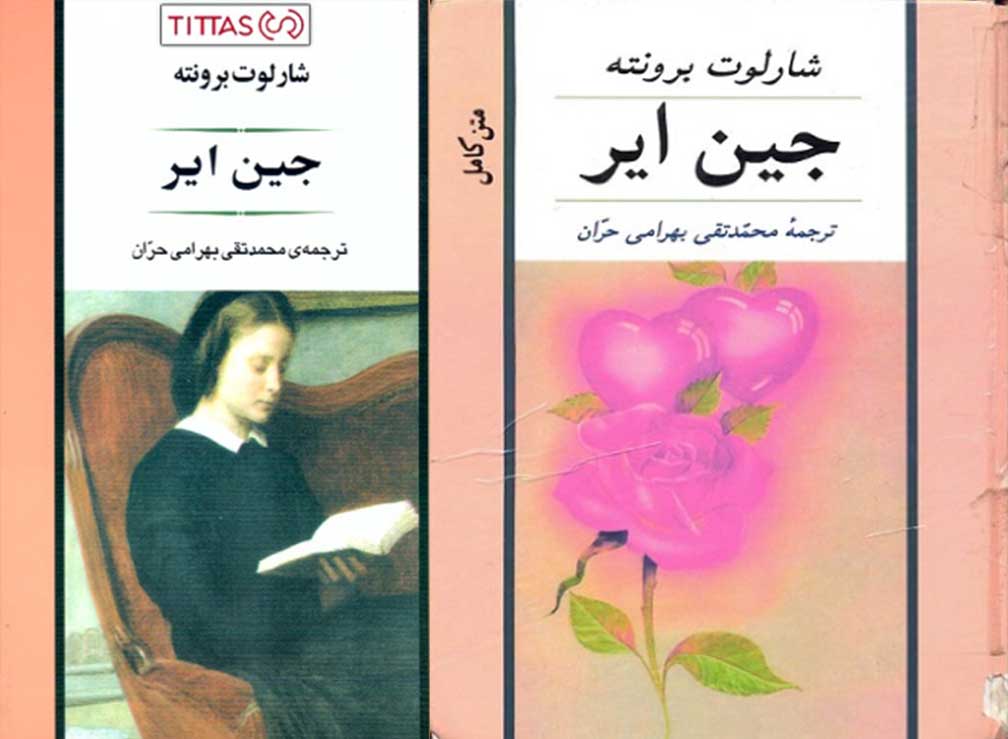 TITTAS
شارلوت برونته
جین ایر
ترجمه‌ی محمدتقی بهرامی حرّان
متن کامل
شارلوت برونته
جین ایر
ترجمهٔ محمّدتقی بهرامی حرّان